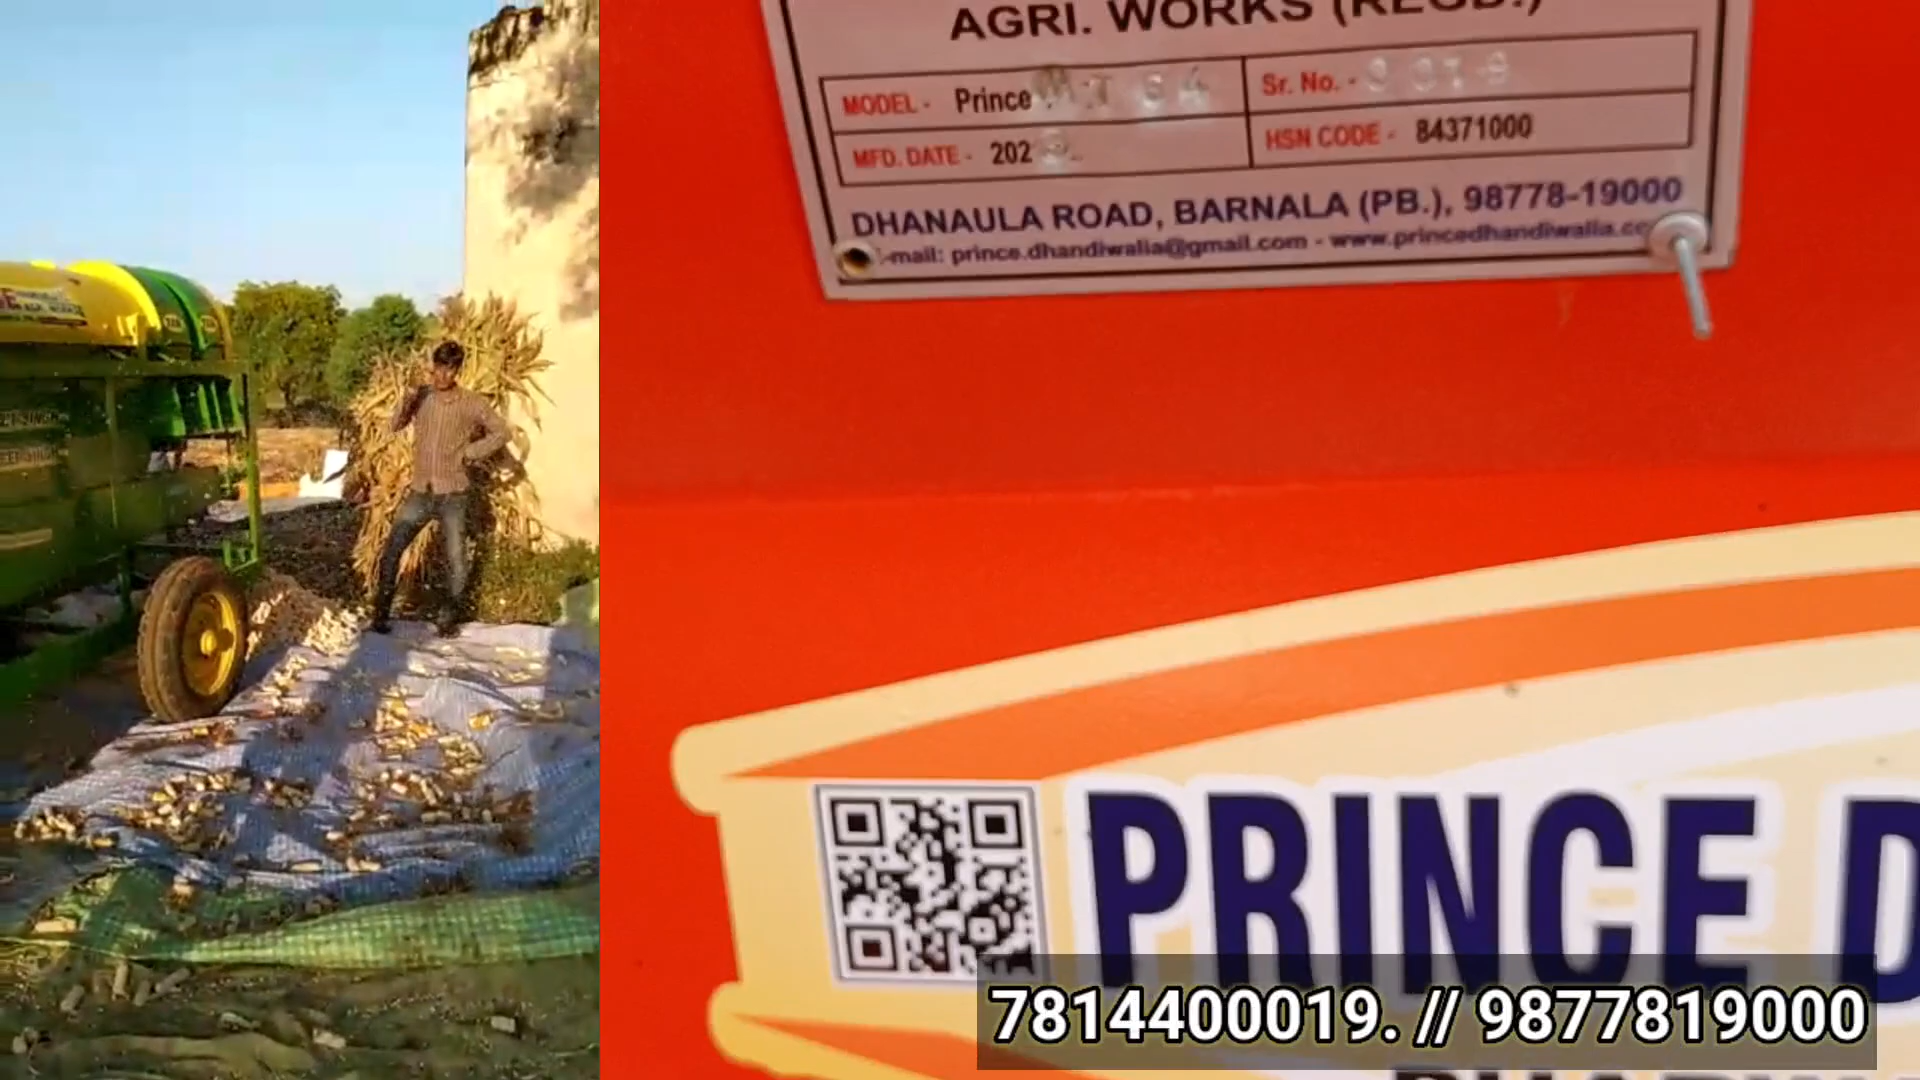 AGRI. WORKS (REGD.)
MODEL - Prince
Sr. No. -
MFD. DATE - 202
HSN CODE - 84371000
DHANAULA ROAD, BARNALA (PB.), 98778-19000
-mail: prince.dhandiwalia@gmail.com - www.princedhandiwalia.co
PRINCE D
7814400019. // 9877819000